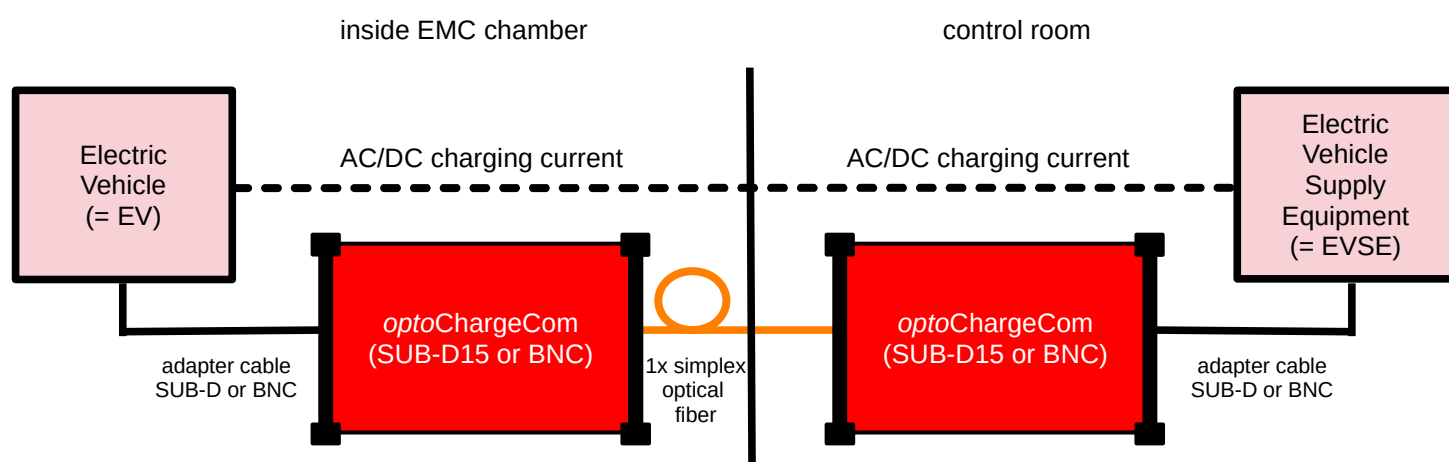 inside EMC chamber
control room
Electric
Vehicle
(= EV)
AC/DC charging current
AC/DC charging current
Electric
Vehicle
Supply
Equipment
(= EVSE)
optoChargeCom
(SUB-D15 or BNC)
optoChargeCom
(SUB-D15 or BNC)
adapter cable
SUB-D or BNC
1x simplex
optical
fiber
adapter cable
SUB-D or BNC